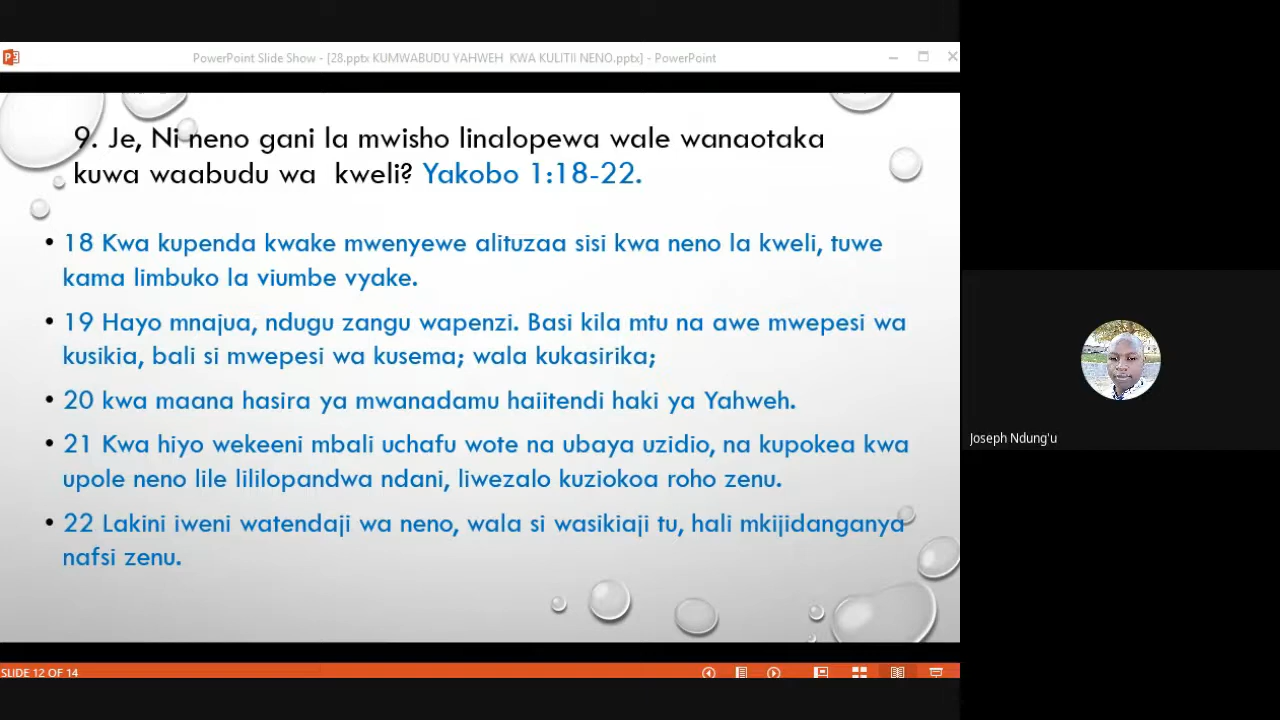 PowerPoint Slide Show - [28.pptx KUMWABUDU YAHWEH KWA KULITII NENO.pptx] - PowerPoint
9. Je, Ni neno gani la mwisho linalopewa wale wanaotaka
kuwa waabudu wa kweli? Yakobo 1:18-22.
• 18 Kwa kupenda kwake mwenyewe alituzaa sisi kwa neno la kweli, tuwe
kama limbuko la viumbe vyake.
• 19 Hayo mnajua, ndugu zangu wapenzi. Basi kila mtu na awe mwepesi wa
kusikia, bali si mwepesi wa kusema; wala kukasirika;
• 20 kwa maana hasira ya mwanadamu haiitendi haki ya Yahweh.
• 21 Kwa hiyo wekeeni mbali uchafu wote na ubaya uzidio, na kupokea kwa
upole neno lile lililopandwa ndani, liwezalo kuziokoa roho zenu.
• 22 Lakini iweni watendaji wa neno, wala si wasikiaji tu, hali mkijidanganya
nafsi zenu.
SLIDE 12 OF 14
Joseph Ndung'u